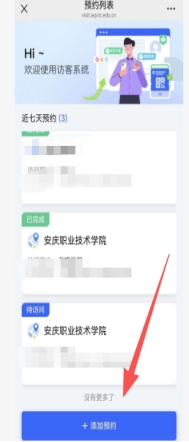 预约列表
visit.aqvtc.edu.cn
Hi ~
欢迎使用访客系统
近七天预约 (3)
已完成
安庆职业技术学院
待访问
安庆职业技术学院
没有更多了
+ 添加预约